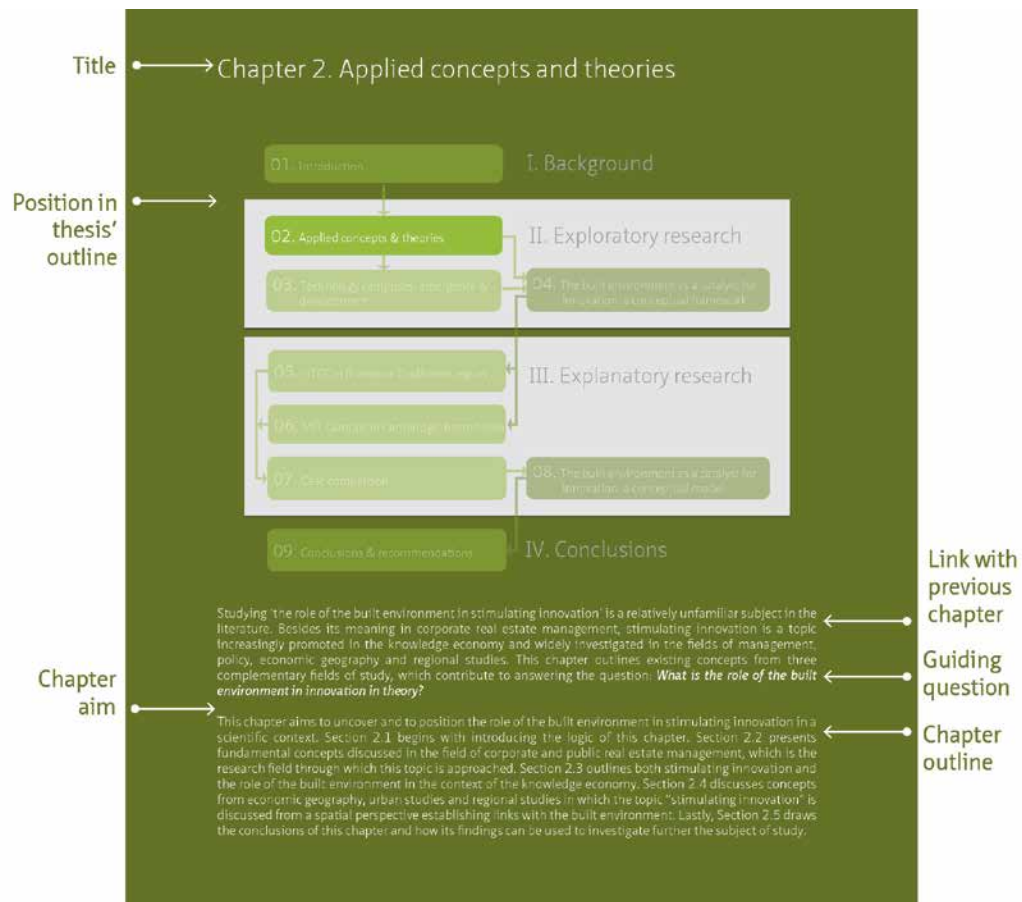 Title
Chapter 2. Applied concepts and theories
01. Introduction
I. Background
Position in
thesis’
outline
02. Applied concepts & theories
II. Exploratory research
03.
development
04. The built environment as a catalyst for
innovation: a conceptual framework
05.
III. Explanatory research
06.
07. Case comparison
08. The built environment as a catalyst for
innovation: a conceptual model
09. Conclusions & recommendations
IV. Conclusions
Link with
previous
chapter
Studying ‘the role of the built environment in stimulating innovation’ is a relatively unfamiliar subject in the
literature. Besides its meaning in corporate real estate management, stimulating innovation is a topic
increasingly promoted in the knowledge economy and widely investigated in the fields of management,
policy, economic geography and regional studies. This chapter outlines existing concepts from three
complementary fields of study, which contribute to answering the question: What is the role of the built
environment in innovation in theory?
Guiding
question
Chapter
aim
This chapter aims to uncover and to position the role of the built environment in stimulating innovation in a
scientific context. Section 2.1 begins with introducing the logic of this chapter. Section 2.2 presents
fundamental concepts discussed in the field of corporate and public real estate management, which is the
research field through which this topic is approached. Section 2.3 outlines both stimulating innovation and
the role of the built environment in the context of the knowledge economy. Section 2.4 discusses concepts
from economic geography, urban studies and regional studies in which the topic “stimulating innovation” is
discussed from a spatial perspective establishing links with the built environment. Lastly, Section 2.5 draws
the conclusions of this chapter and how its findings can be used to investigate further the subject of study.
Chapter
outline